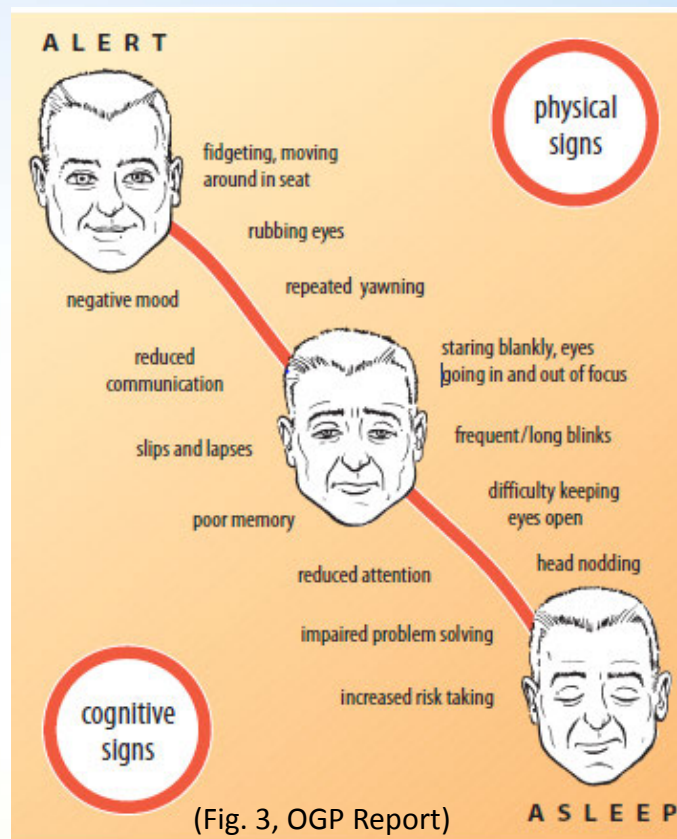 ALERT
physical
signs
fidgeting, moving
around in seat
rubbing eyes
repeated yawning
negative mood
staring blankly, eyes
going in and out of focus
reduced
communication
frequent/long blinks
slips and lapses
difficulty keeping
eyes open
poor memory
head nodding
reduced attention
impaired problem solving
increased risk taking
cognitive
signs
(Fig. 3, OGP Report)
ASLEEP